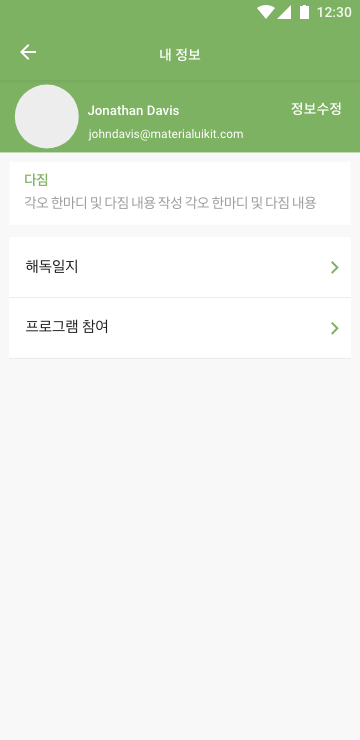 12:30
내 정보
Jonathan Davis
정보수정
johndavis@materialuikit.com
다짐
각오 한마디 및 다짐 내용 작성 각오 한마디 및 다짐 내용
해독일지
프로그램 참여